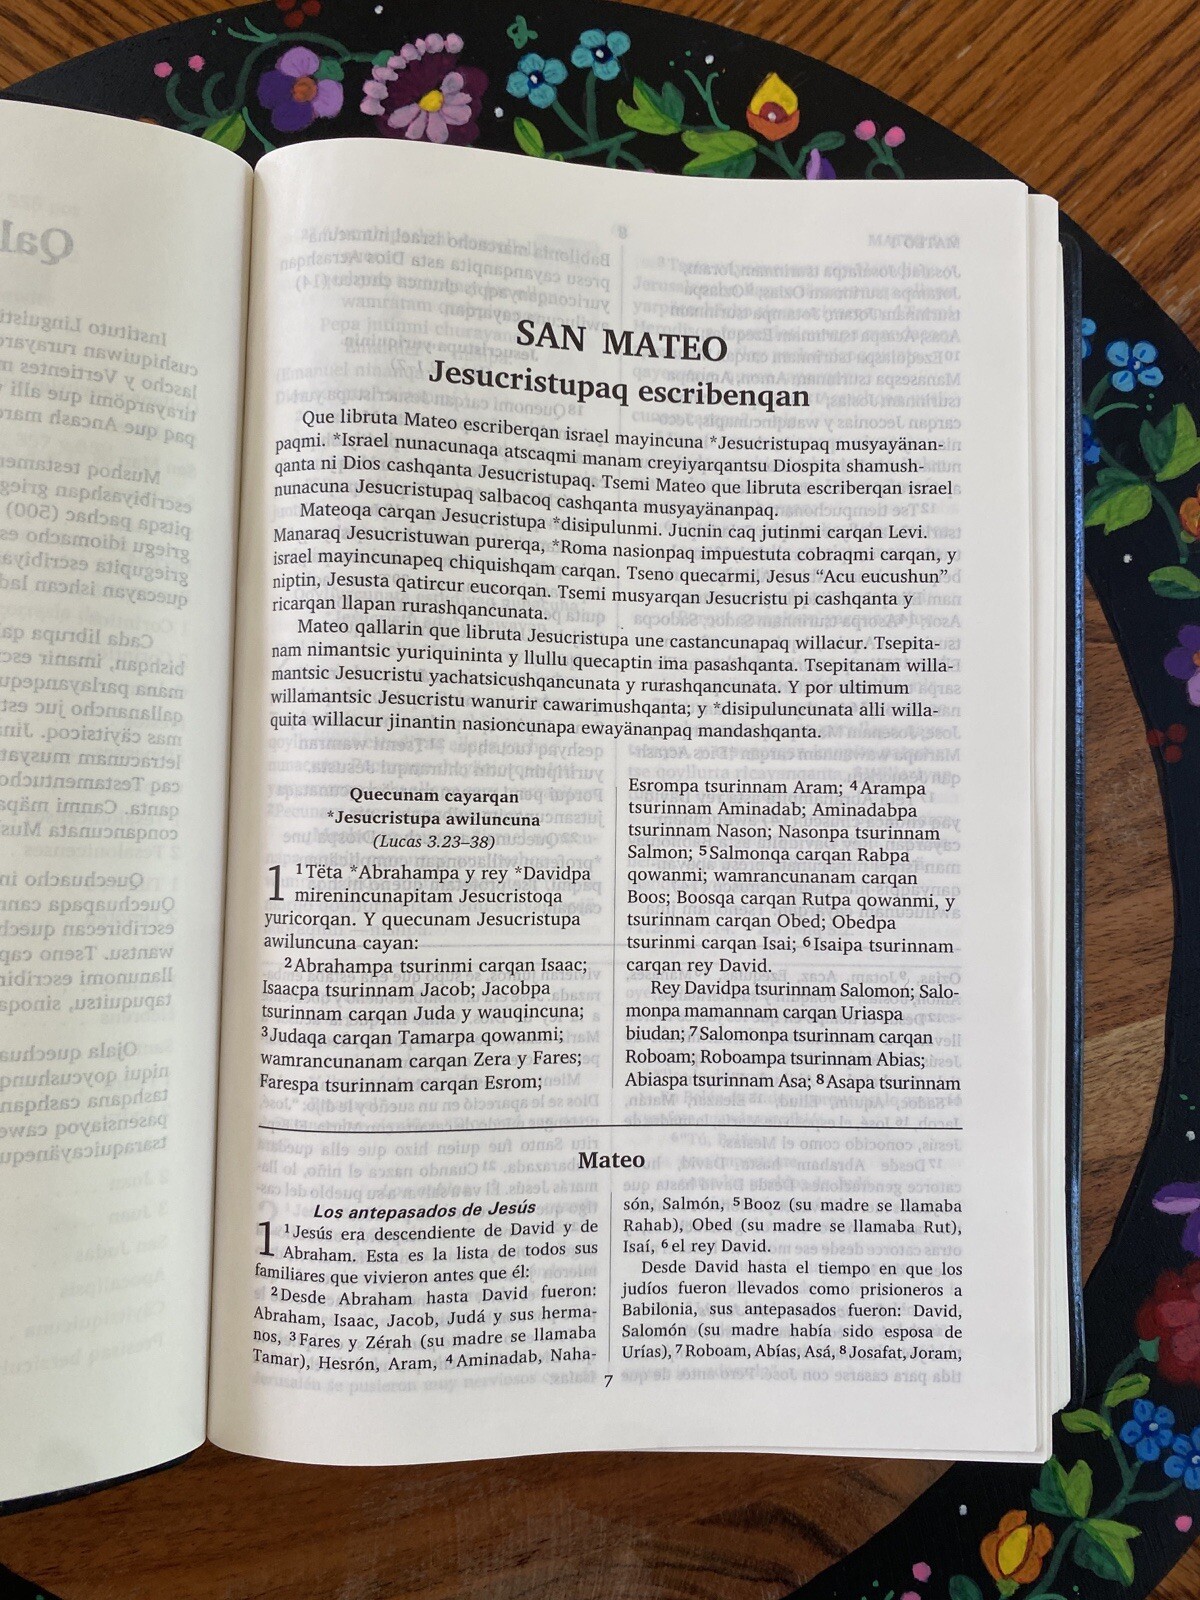 SAN MATEO
Jesucristupaq escribenqan
Que libruta Mateo escriberqan israel mayincuna *Jesucristupaq musyayänan-
paqmi. *Israel nunacunaqa atscaqmi manam creyiyarqantsu Diospita shamush-
qanta ni Dios cashqanta Jesucristupaq. Tsemi Mateo que libruta escriberqan israel
nunacuna Jesucristupaq salbacoq cashqanta musyayänanpaq.
Mateoqa carqan Jesucristupa *disipulunmi. Jucnin caq jutinmi carqan Levi.
Manaraq Jesucristuwan purerqa, *Roma nasionpaq impuestuta cobraqmi carqan, y
israel mayincunapeq chiquishqam carqan. Tseno quecarmi, Jesus “Acu eucushun”
niptin, Jesusta qatircur eucorqan. Tsemi musyarqan Jesucristu pi cashqanta y
ricarqan llapan rurashqancunata.
Mateo qallarin que libruta Jesucristupa une castancunapaq willacur. Tsepita-
nam nimantsic yuriquininta y llullu quecaptin ima pasashqanta. Tsepitanam willa-
mantsic Jesucristu yachatsicushqancunata y rurashqancunata. Y por ultimum
willamantsic Jesucristu wanurir cawarimushqanta; y *disipuluncunata alli willa-
quita willacur jinantin nasioncunapa ewayänanpaq mandashqanta.
Quecunam cayarqan
*Jesucristupa awiluncuna
(Lucas 3.23–38)
1 ¹Tëta *Abrahampa y rey *Davidpa
mirenincunapitam Jesucristoqa
yuricorqan. Y quecunam Jesucristupa
awiluncuna cayan:
²Abrahampa tsurinmi carqan Isaac;
Isaacpa tsurinnam Jacob; Jacobpa
tsurinnam carqan Juda y wauqincuna;
³Judaqa carqan Tamarpa qowanmi;
wamrancunanam carqan Zera y Fares;
Farespa tsurinnam carqan Esrom;
Esrompa tsurinnam Aram; ⁴Arampa
tsurinnam Aminadab; Aminadabpa
tsurinnam Nason; Nasonpa tsurinnam
Salmon; ⁵Salmonqa carqan Rabpa
qowanmi; wamrancunanam carqan
Boos; Boosqa carqan Rutpa qowanmi, y
tsurinnam carqan Obed; Obedpa
tsurinmi carqan Isai; ⁶Isaipa tsurinnam
carqan rey David.
Rey Davidpa tsurinnam Salomon; Salo-
monpa mamannam carqan Uriaspa
biudan; ⁷Salomonpa tsurinnam carqan
Roboam; Roboampa tsurinnam Abias;
Abiaspa tsurinnam Asa; ⁸Asapa tsurinnam
Mateo
Los antepasados de Jesús
1 ¹Jesús era descendiente de David y de
Abraham. Esta es la lista de todos sus
familiares que vivieron antes que él:
²Desde Abraham hasta David fueron:
Abraham, Isaac, Jacob, Judá y sus herma-
nos, ³Fares y Zérah (su madre se llamaba
Tamar), Hesrón, Aram, ⁴Aminadab, Naha-
són, Salmón, ⁵Booz (su madre se llamaba
Rahab), Obed (su madre se llamaba Rut),
Isaí, ⁶el rey David.
Desde David hasta el tiempo en que los
judíos fueron llevados como prisioneros a
Babilonia, sus antepasados fueron: David,
Salomón (su madre había sido esposa de
Urías), ⁷Roboam, Abías, Asá, ⁸Josafat, Joram,
7